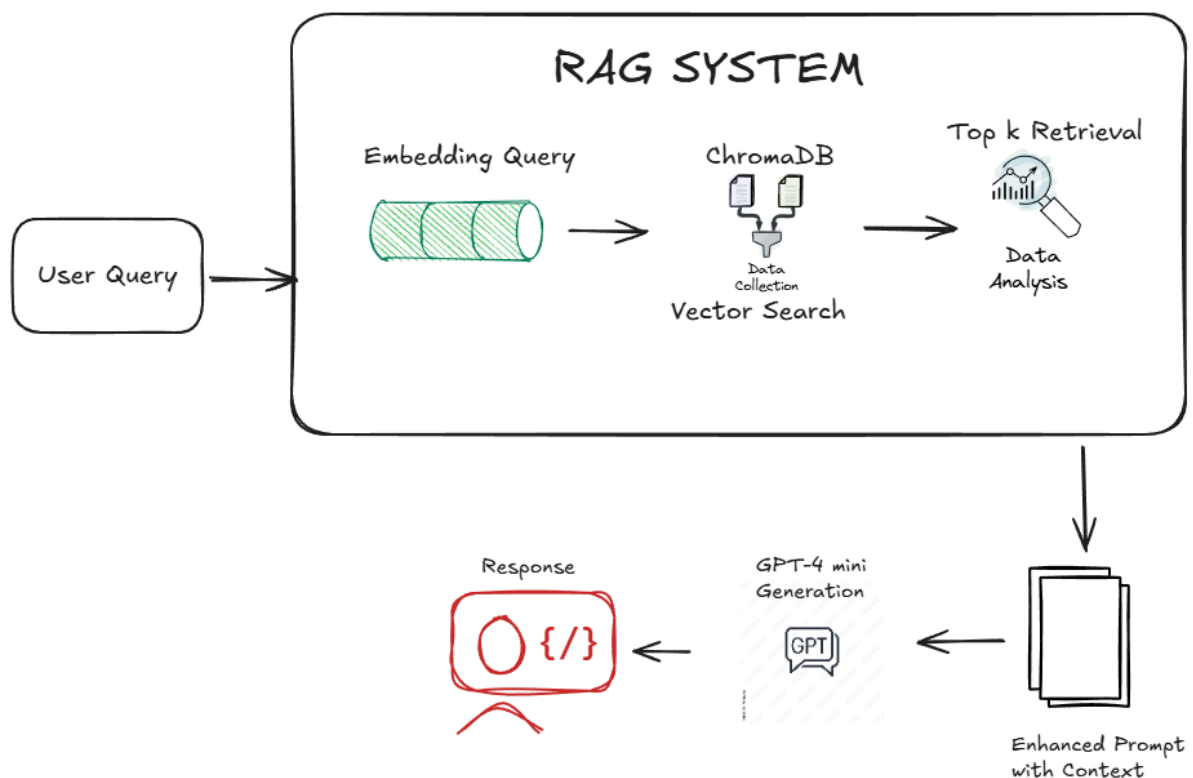 RAG SYSTEM
Embedding Query
ChromaDB
Top k Retrieval
User Query
Data
Collection
Vector Search
Data
Analysis
Response
{/}
GPT-4 mini
Generation
GPT
Enhanced Prompt
with Context